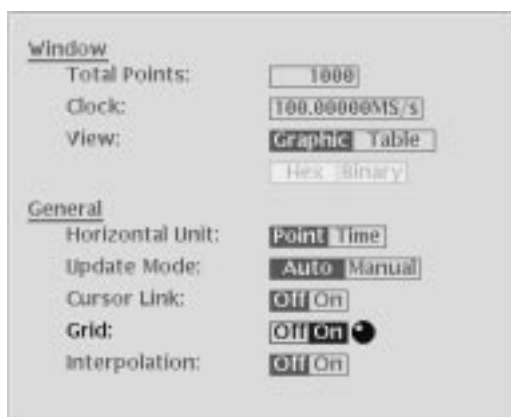 Window
Total Points: 1000
Clock: 100.00000MS/s
View: Graphic Table
Hex Binary
General
Horizontal Unit: Point Time
Update Mode: Auto Manual
Cursor Link: Off On
Grid: Off On
Interpolation: Off On